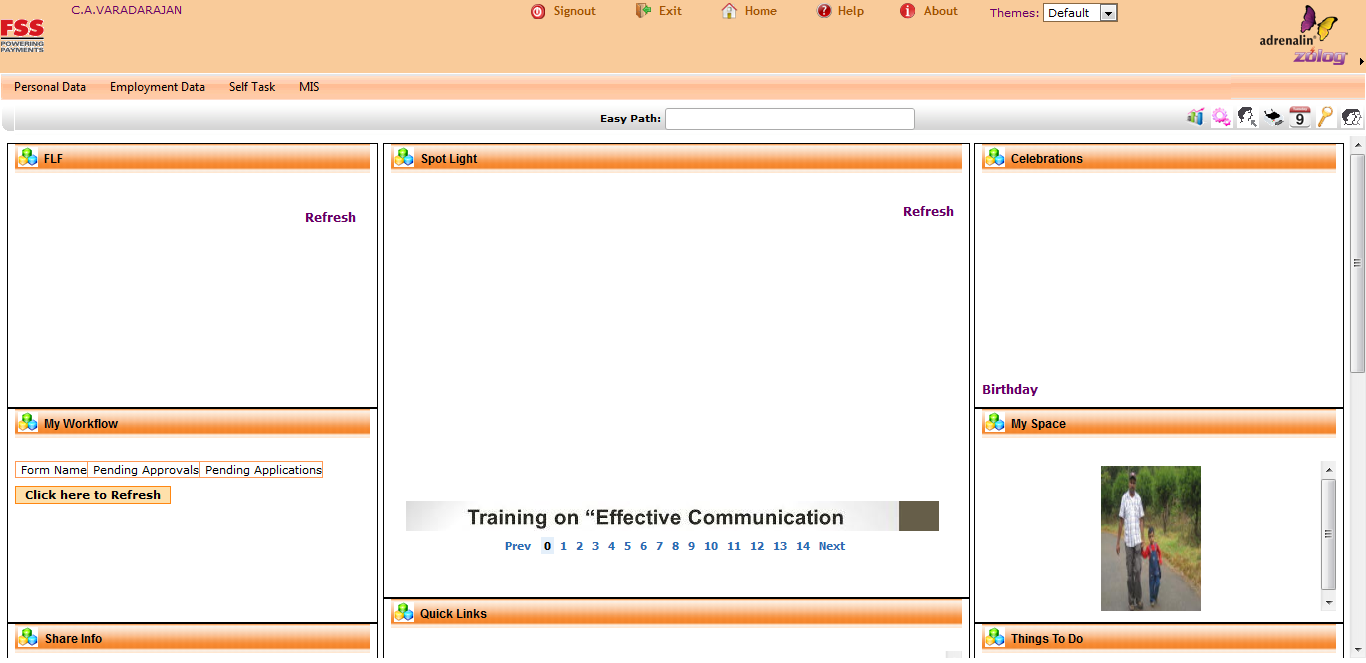 C.A.VARADARAJAN
Signout Exit Home Help About Themes: Default
FSS
POWERING
PAYMENTS
adrenalin
zolog
Personal Data Employment Data Self Task MIS
Easy Path:
9
FLF
Refresh
Spot Light
Refresh
Training on “Effective Communication
Prev 0 1 2 3 4 5 6 7 8 9 10 11 12 13 14 Next
Celebrations
Birthday
My Workflow
Form Name Pending Approvals Pending Applications
Click here to Refresh
My Space
Share Info
Quick Links
Things To Do